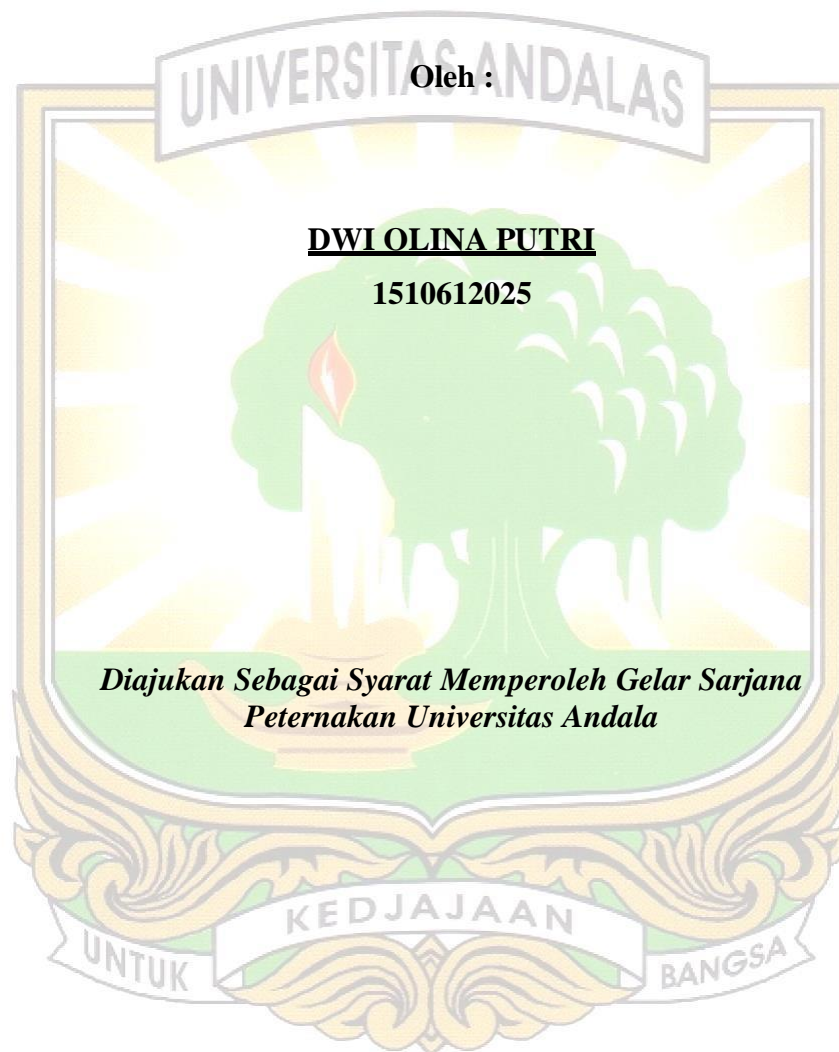 UNIVERSITAS ANDALAS
Oleh :
DWI OLINA PUTRI
1510612025
Diajukan Sebagai Syarat Memperoleh Gelar Sarjana
Peternakan Universitas Andala
UNTUK KEDJAJAAN BANGSA